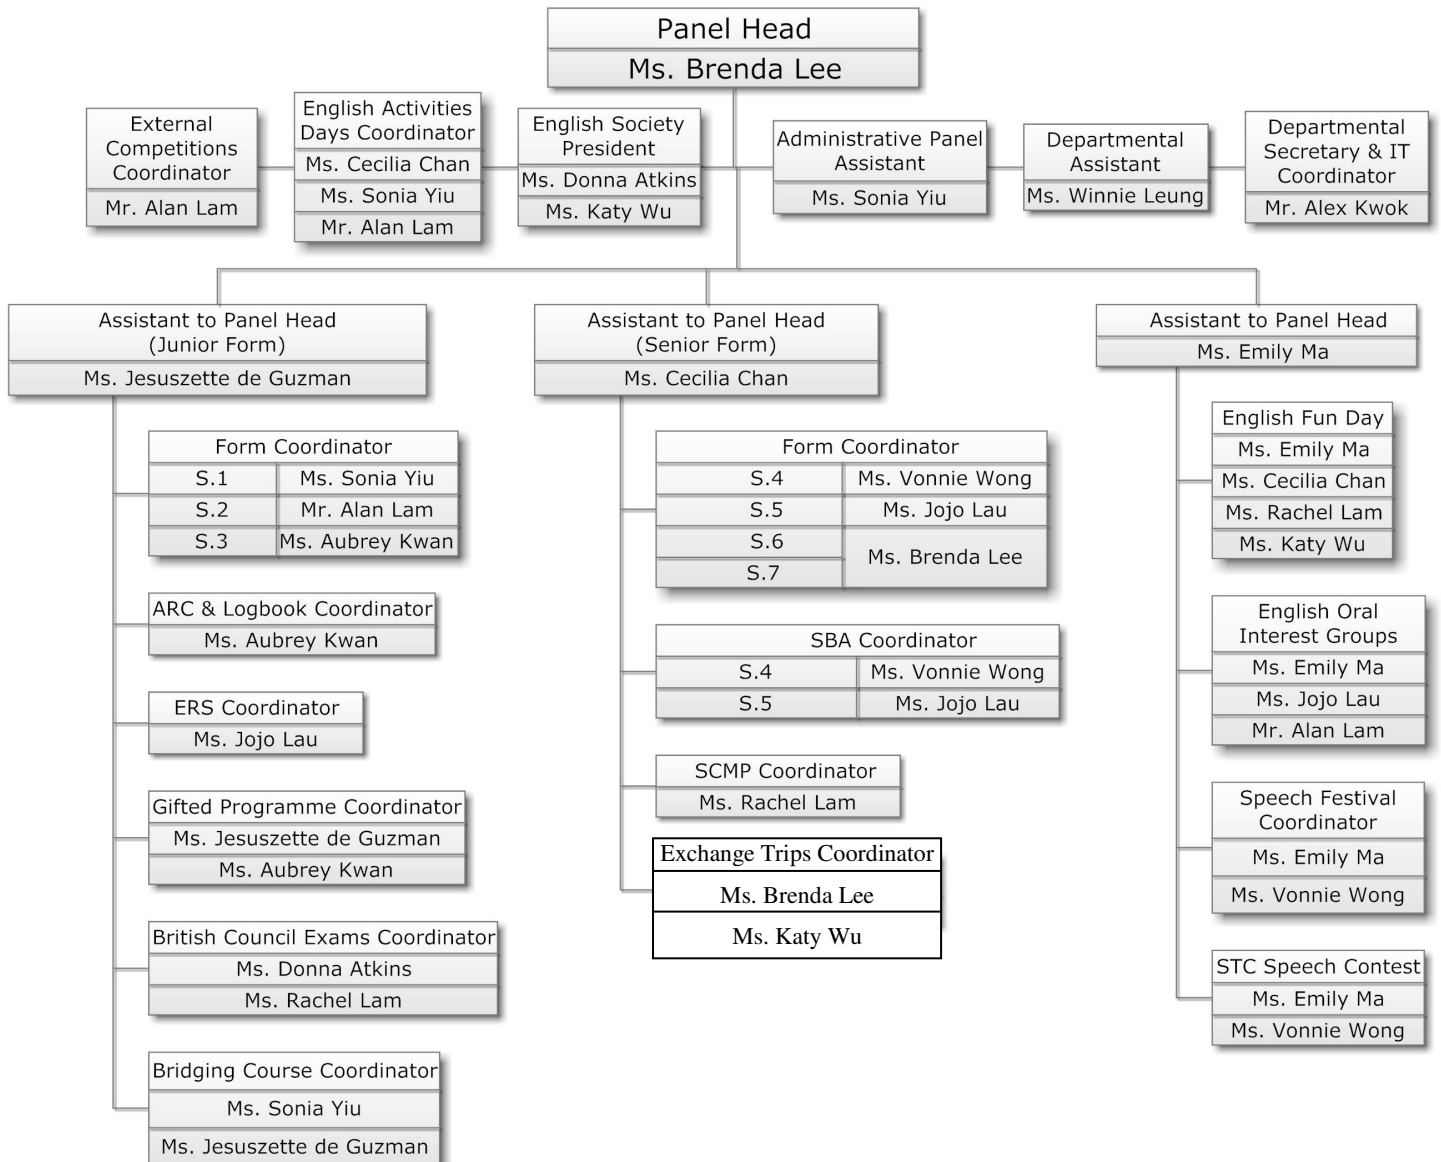 Panel Head
Ms. Brenda Lee
External
Competitions
Coordinator
Mr. Alan Lam
English Activities
Days Coordinator
Ms. Cecilia Chan
Ms. Sonia Yiu
Mr. Alan Lam
English Society
President
Ms. Donna Atkins
Ms. Katy Wu
Administrative Panel
Assistant
Ms. Sonia Yiu
Departmental
Assistant
Ms. Winnie Leung
Departmental
Secretary & IT
Coordinator
Mr. Alex Kwok
Assistant to Panel Head
(Junior Form)
Ms. Jesuszette de Guzman
Form Coordinator
S.1 Ms. Sonia Yiu
S.2 Mr. Alan Lam
S.3 Ms. Aubrey Kwan
ARC & Logbook Coordinator
Ms. Aubrey Kwan
ERS Coordinator
Ms. Jojo Lau
Gifted Programme Coordinator
Ms. Jesuszette de Guzman
Ms. Aubrey Kwan
British Council Exams Coordinator
Ms. Donna Atkins
Ms. Rachel Lam
Bridging Course Coordinator
Ms. Sonia Yiu
Ms. Jesuszette de Guzman
Assistant to Panel Head
(Senior Form)
Ms. Cecilia Chan
Form Coordinator
S.4 Ms. Vonnie Wong
S.5 Ms. Jojo Lau
S.6
Ms. Brenda Lee
S.7
SBA Coordinator
S.4 Ms. Vonnie Wong
S.5 Ms. Jojo Lau
SCMP Coordinator
Ms. Rachel Lam
Exchange Trips Coordinator
Ms. Brenda Lee
Ms. Katy Wu
Assistant to Panel Head
Ms. Emily Ma
English Fun Day
Ms. Emily Ma
Ms. Cecilia Chan
Ms. Rachel Lam
Ms. Katy Wu
English Oral
Interest Groups
Ms. Emily Ma
Ms. Jojo Lau
Mr. Alan Lam
Speech Festival
Coordinator
Ms. Emily Ma
Ms. Vonnie Wong
STC Speech Contest
Ms. Emily Ma
Ms. Vonnie Wong